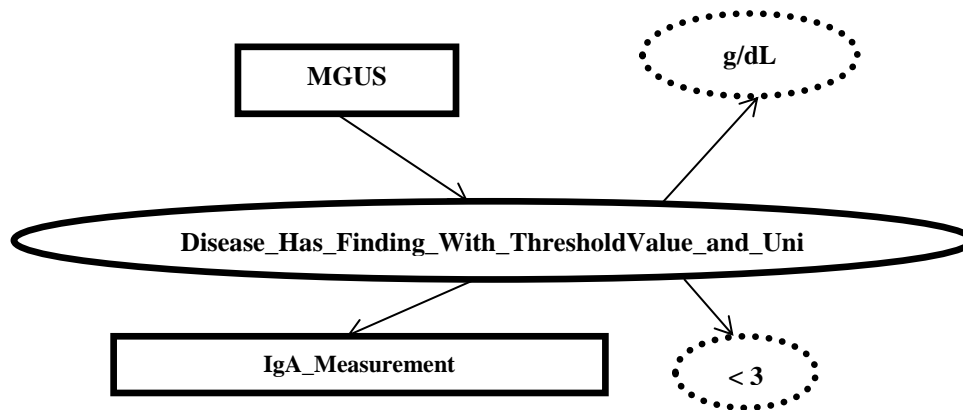 MGUS
g/dL
Disease_Has_Finding_With_ThresholdValue_and_Uni
IgA_Measurement
< 3